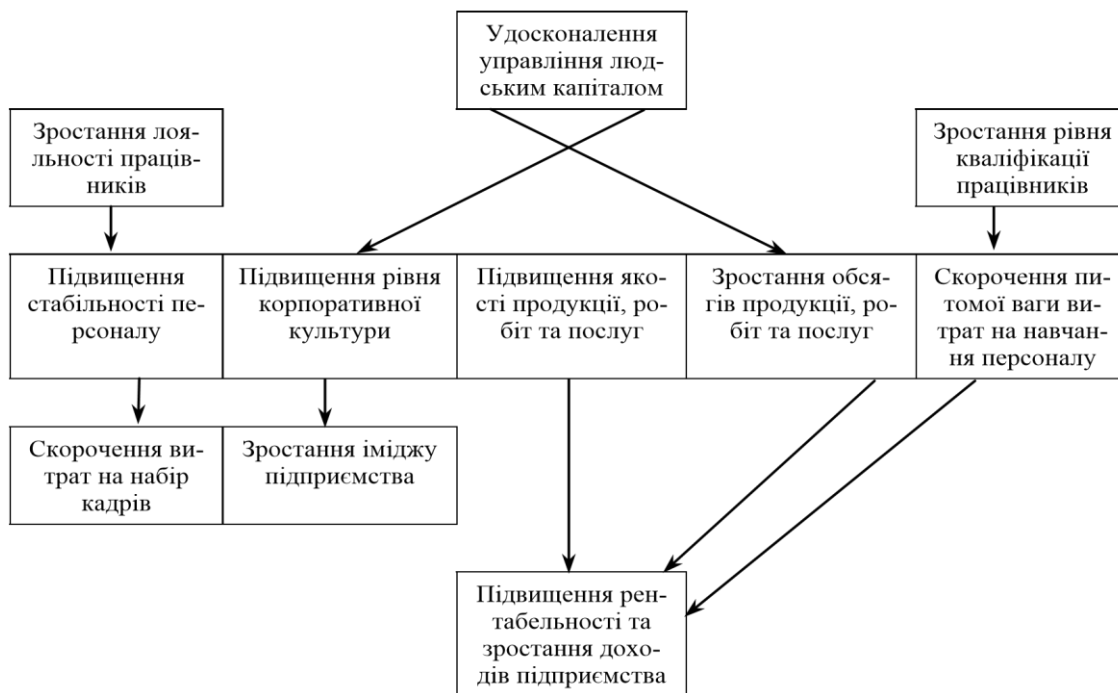 Удосконалення
управління люд-
ським капіталом
Зростання лоя-
льності праців-
ників
Зростання рівня
кваліфікації
працівників
Підвищення
стабільності пе-
рсоналу
Підвищення рівня
корпоративної
культури
Підвищення яко-
сті продукції, ро-
біт та послуг
Зростання обся-
гів продукції, ро-
біт та послуг
Скорочення пи-
томої ваги вит-
рат на навчан-
ня персоналу
Скорочення ви-
трат на набір
кадрів
Зростання іміджу
підприємства
Підвищення рен-
табельності та
зростання дохо-
дів підприємства